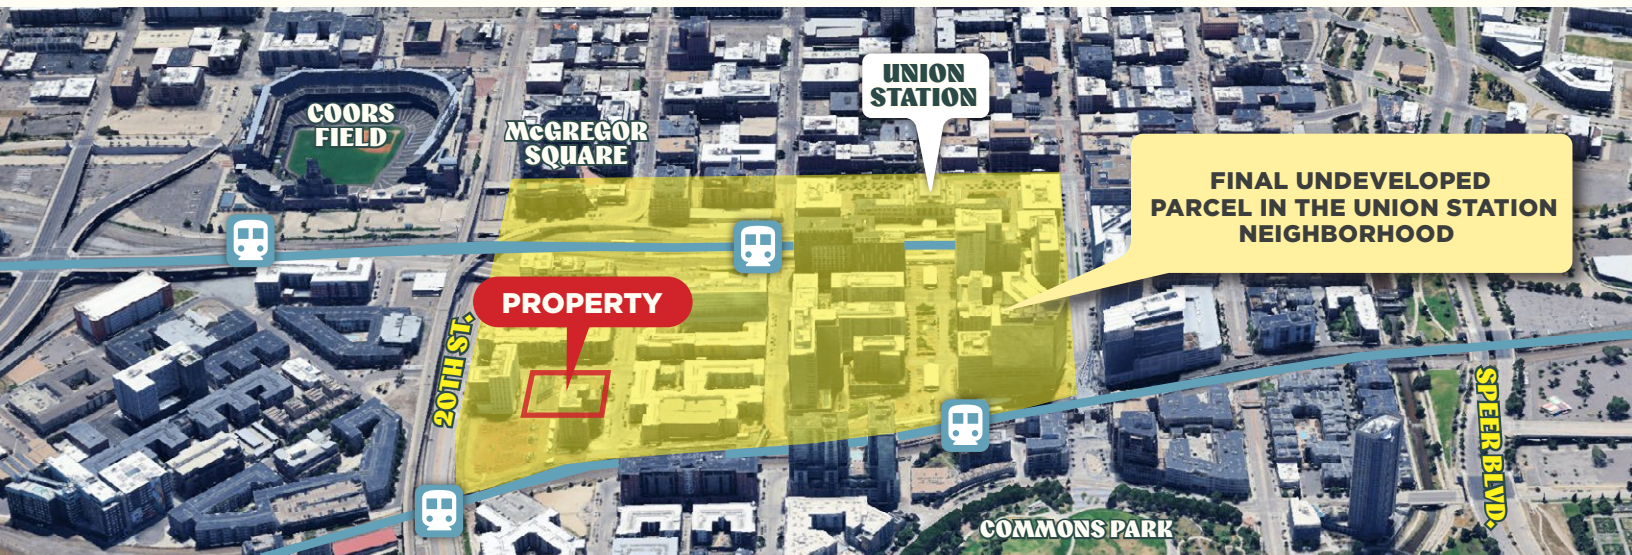 COORS
FIELD
McGREGOR
SQUARE
UNION
STATION
FINAL UNDEVELOPED
PARCEL IN THE UNION STATION
NEIGHBORHOOD
PROPERTY
20TH ST.
SPEER BLVD.
COMMONS PARK